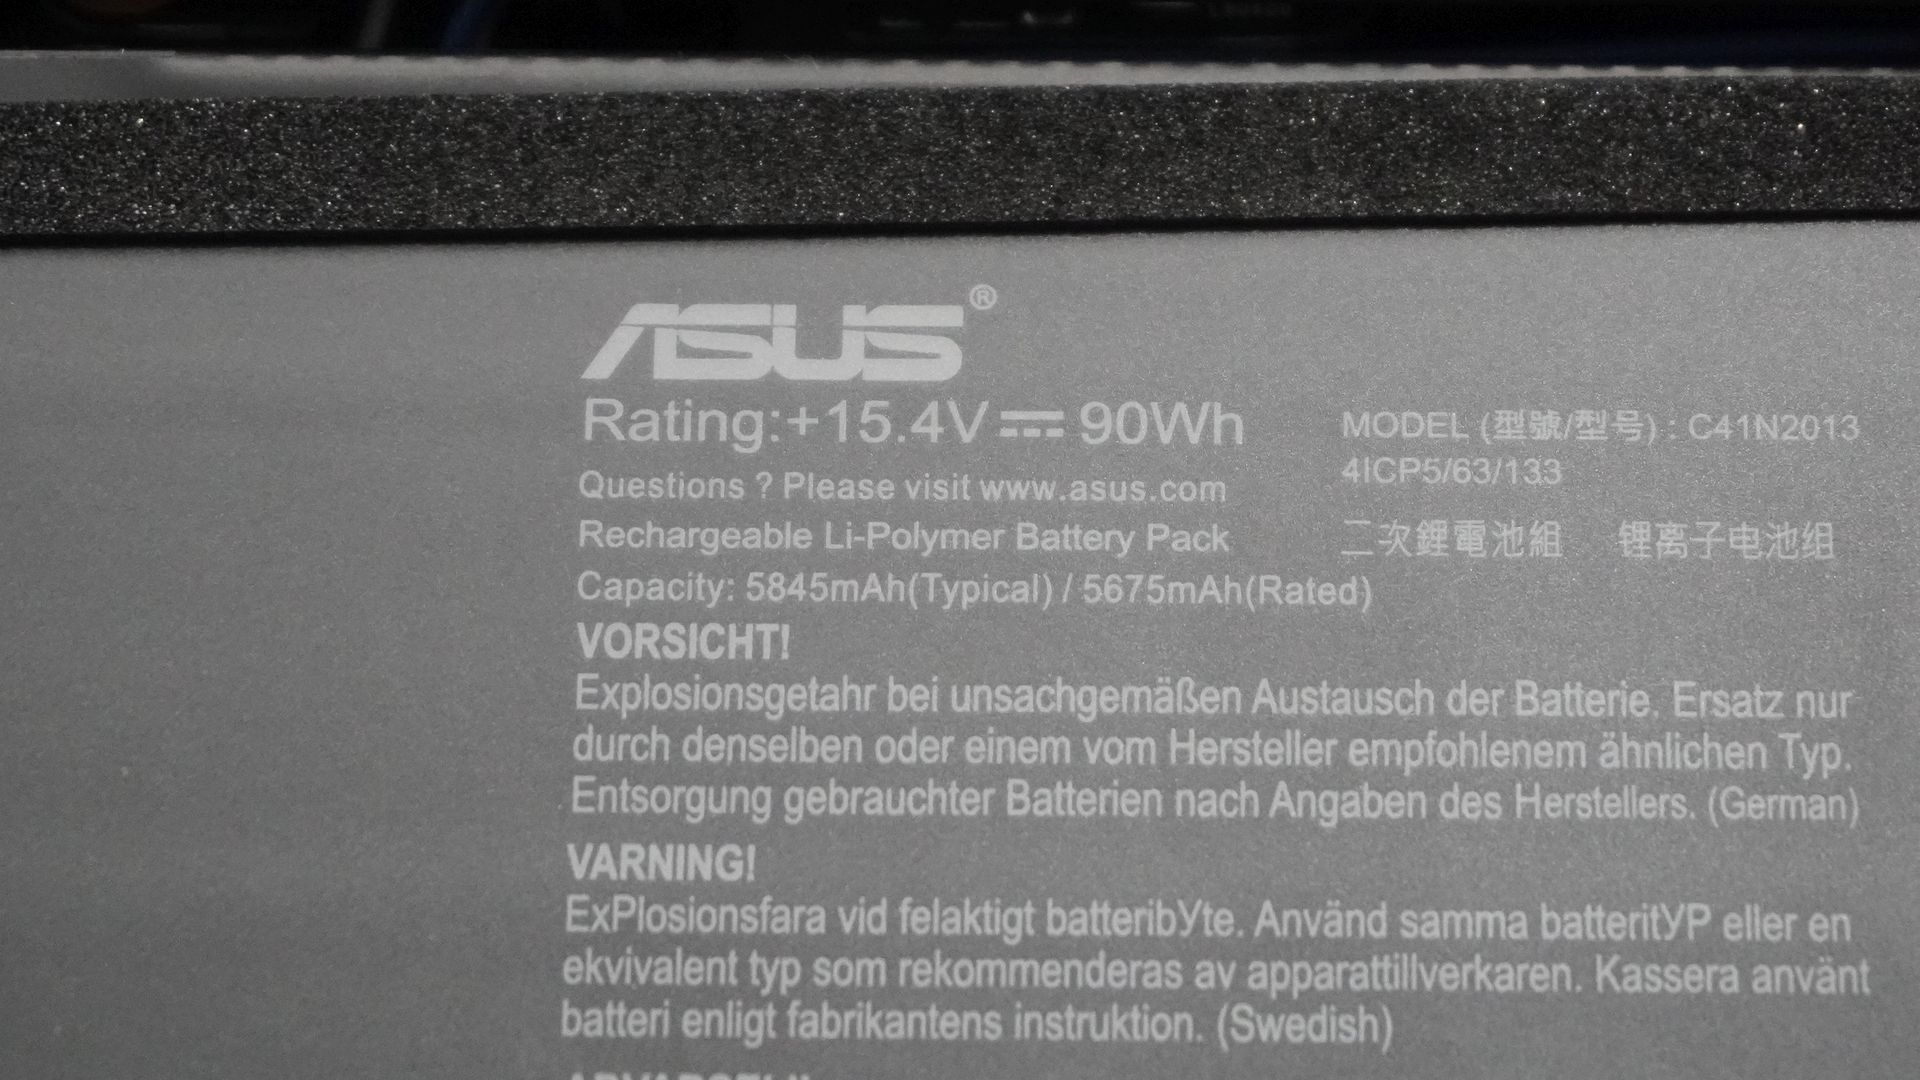 ASUS®
Rating:+15.4V⎓90Wh
Questions ? Please visit www.asus.com
Rechargeable Li-Polymer Battery Pack
Capacity: 5845mAh(Typical) / 5675mAh(Rated)
MODEL (型號/型号) : C41N2013
4ICP5/63/133
二次鋰電池組 锂离子电池组
VORSICHT!
Explosionsgetahr bei unsachgemäßen Austausch der Batterie. Ersatz nur
durch denselben oder einem vom Hersteller empfohlenem ähnlichen Typ.
Entsorgung gebrauchter Batterien nach Angaben des Herstellers. (German)
VARNING!
ExPlosionsfara vid felaktigt batteribYte. Använd samma batteritYP eller en
ekvivalent typ som rekommenderas av apparattillverkaren. Kassera använt
batteri enligt fabrikantens instruktion. (Swedish)